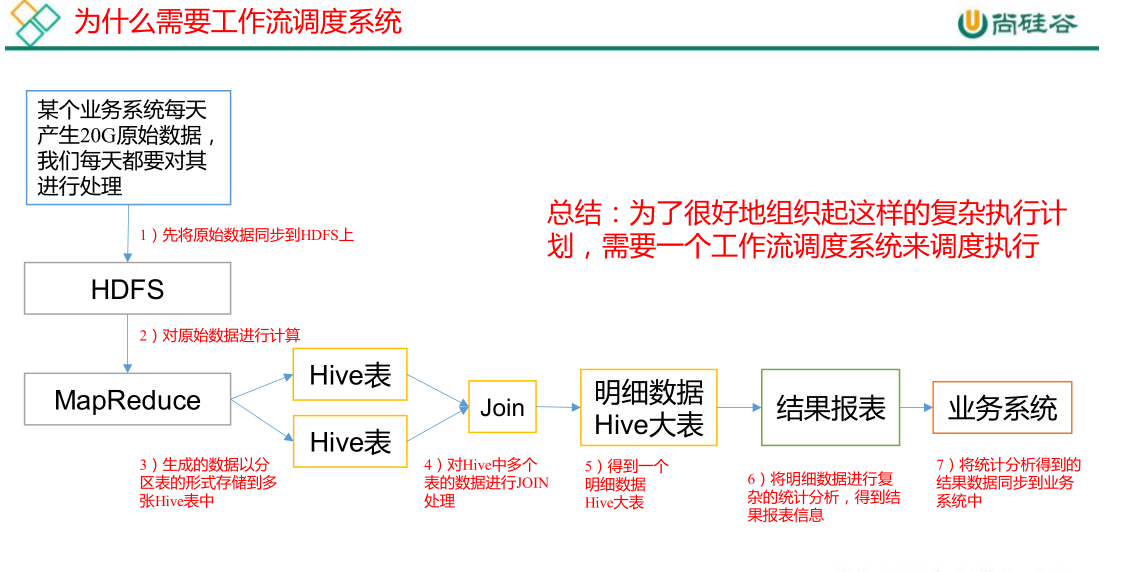 为什么需要工作流调度系统
尚硅谷
某个业务系统每天
产生20G原始数据，
我们每天都要对其
进行处理
1）先将原始数据同步到HDFS上
总结：为了很好地组织起这样的复杂执行计
划，需要一个工作流调度系统来调度执行
HDFS
2）对原始数据进行计算
MapReduce
Hive表
Hive表
Join
明细数据
Hive大表
结果报表
业务系统
3）生成的数据以分
区表的形式存储到多
张Hive表中
4）对Hive中多个
表的数据进行JOIN
处理
5）得到一个
明细数据
Hive大表
6）将明细数据进行复
杂的统计分析，得到结
果报表信息
7）将统计分析得到的
结果数据同步到业务
系统中